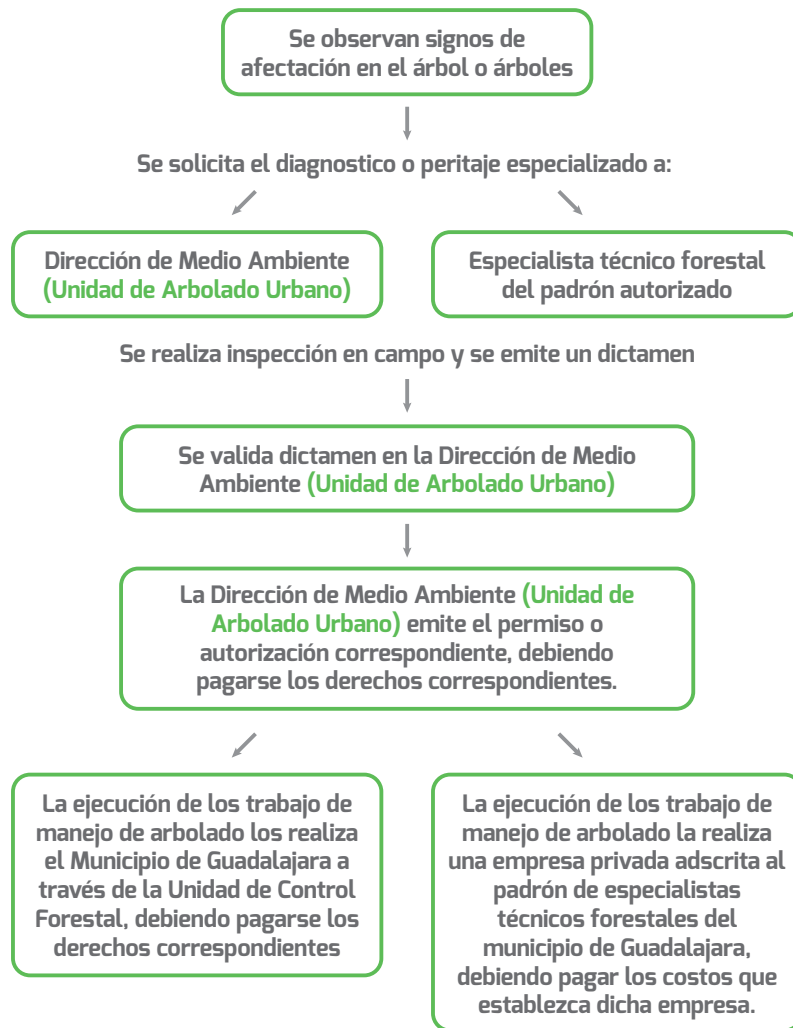 Se observan signos de
afectación en el árbol o árboles
Se solicita el diagnostico o peritaje especializado a:
Dirección de Medio Ambiente
(Unidad de Arbolado Urbano)
Especialista técnico forestal
del padrón autorizado
Se realiza inspección en campo y se emite un dictamen
Se valida dictamen en la Dirección de Medio
Ambiente (Unidad de Arbolado Urbano)
La Dirección de Medio Ambiente (Unidad de
Arbolado Urbano) emite el permiso o
autorización correspondiente, debiendo
pagarse los derechos correspondientes.
La ejecución de los trabajo de
manejo de arbolado los realiza
el Municipio de Guadalajara a
través de la Unidad de Control
Forestal, debiendo pagarse los
derechos correspondientes
La ejecución de los trabajo de
manejo de arbolado la realiza
una empresa privada adscrita al
padrón de especialistas
técnicos forestales del
municipio de Guadalajara,
debiendo pagar los costos que
establezca dicha empresa.